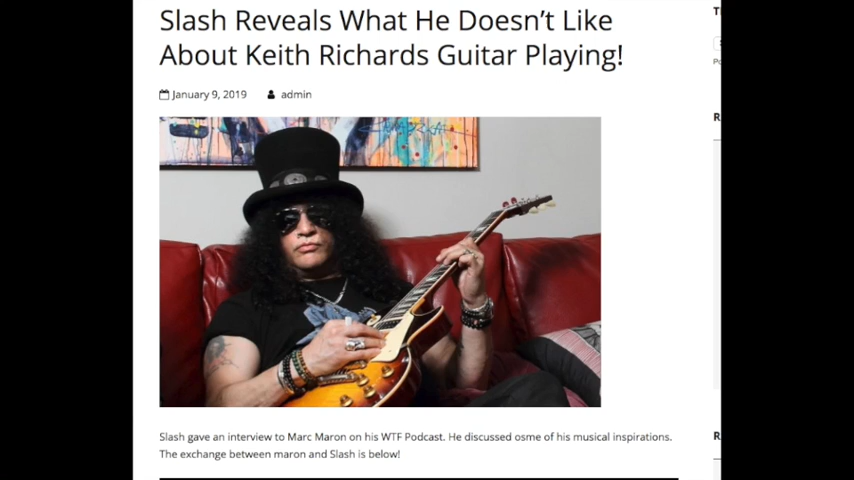 Slash Reveals What He Doesn't Like
About Keith Richards Guitar Playing!
January 9, 2019 admin
Slash gave an interview to Marc Maron on his WTF Podcast. He discussed osme of his musical inspirations.
The exchange between maron and Slash is below!